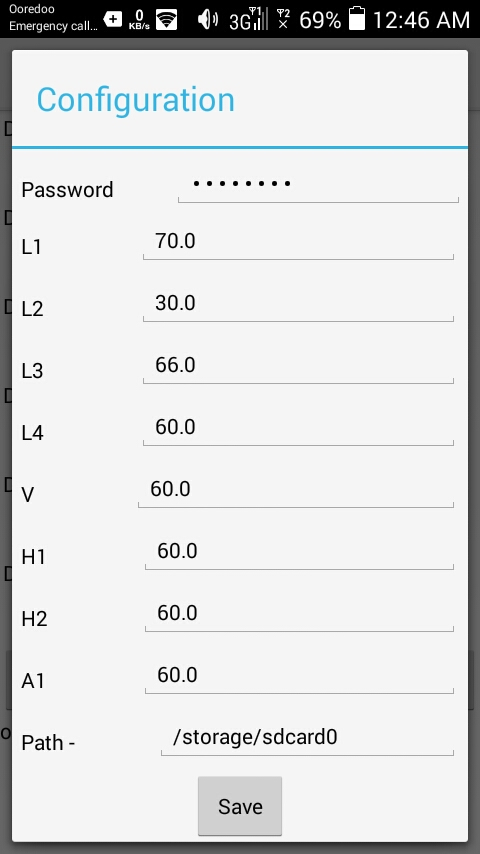 Ooredoo
Emergency call...
0
KB/s
3G
1
2
69%
12:46 AM
Configuration
Password ••••••••
L1 70.0
L2 30.0
L3 66.0
L4 60.0
V 60.0
H1 60.0
H2 60.0
A1 60.0
Path - /storage/sdcard0
Save